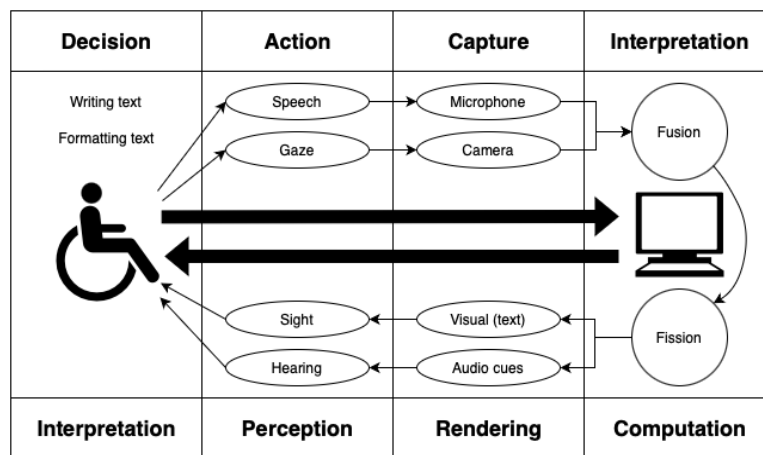 Decision
Action
Capture
Interpretation
Writing text
Formatting text
Speech
Microphone
Gaze
Camera
Fusion
Sight
Visual (text)
Hearing
Audio cues
Fission
Interpretation
Perception
Rendering
Computation